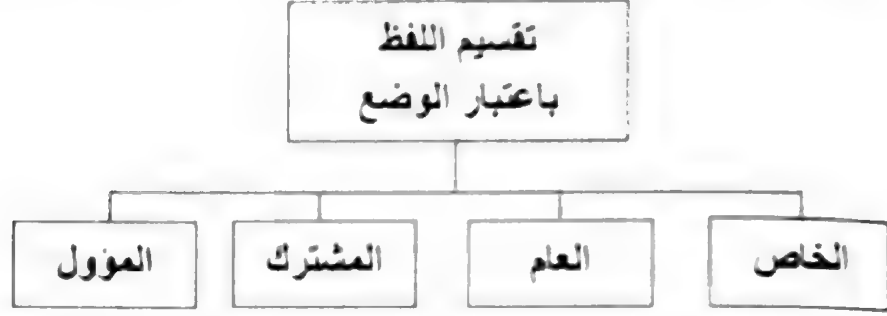 تقسيم اللفظ
باعتبار الوضع
الخاص
العام
المشترك
المؤول